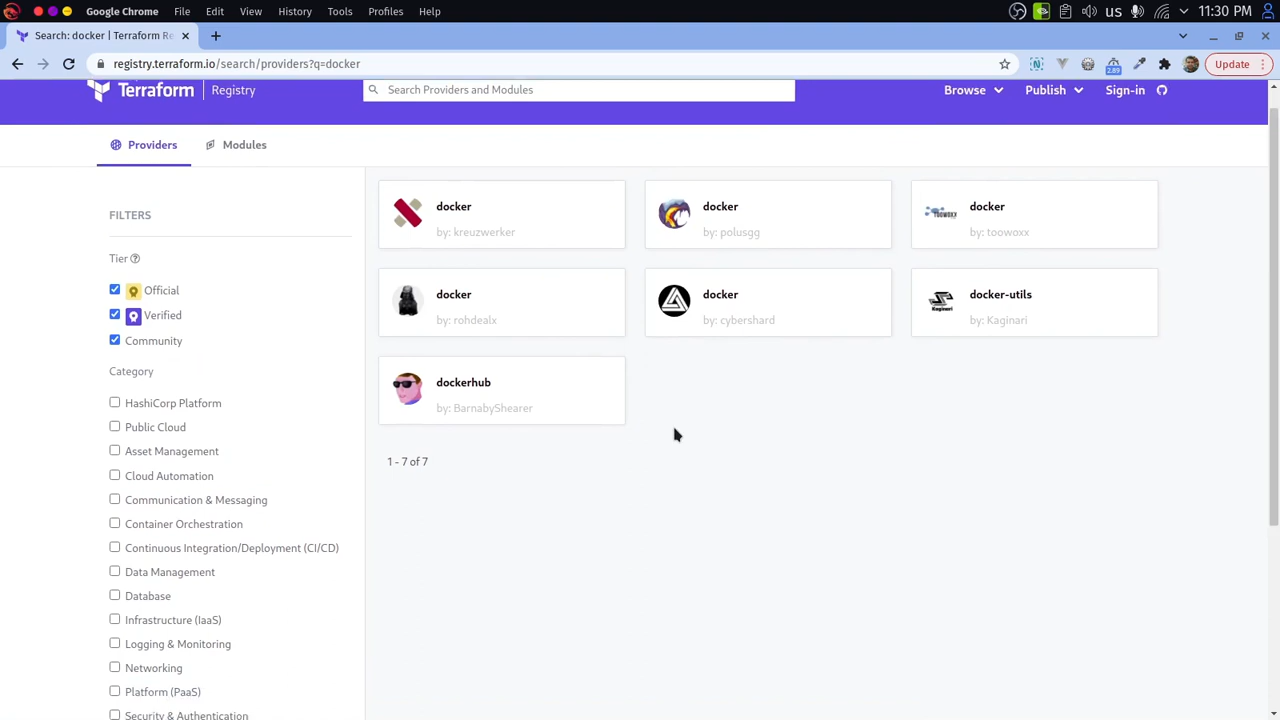 Google Chrome File Edit View History Tools Profiles Help us 11:30 PM
Search: docker | Terraform Re
registry.terraform.io/search/providers?q=docker 2.89 Update
Terraform Registry Search Providers and Modules Browse Publish Sign-in
Providers Modules
FILTERS
Tier
Official
Verified
Community
Category
HashiCorp Platform
Public Cloud
Asset Management
Cloud Automation
Communication & Messaging
Container Orchestration
Continuous Integration/Deployment (CI/CD)
Data Management
Database
Infrastructure (IaaS)
Logging & Monitoring
Networking
Platform (PaaS)
Security & Authentication
docker
by: kreuzwerker
docker
by: polusgg
TOOWOXX
docker
by: toowoxx
docker
by: rohdealx
docker
by: cybershard
Kaginari
docker-utils
by: Kaginari
dockerhub
by: BarnabyShearer
1 - 7 of 7